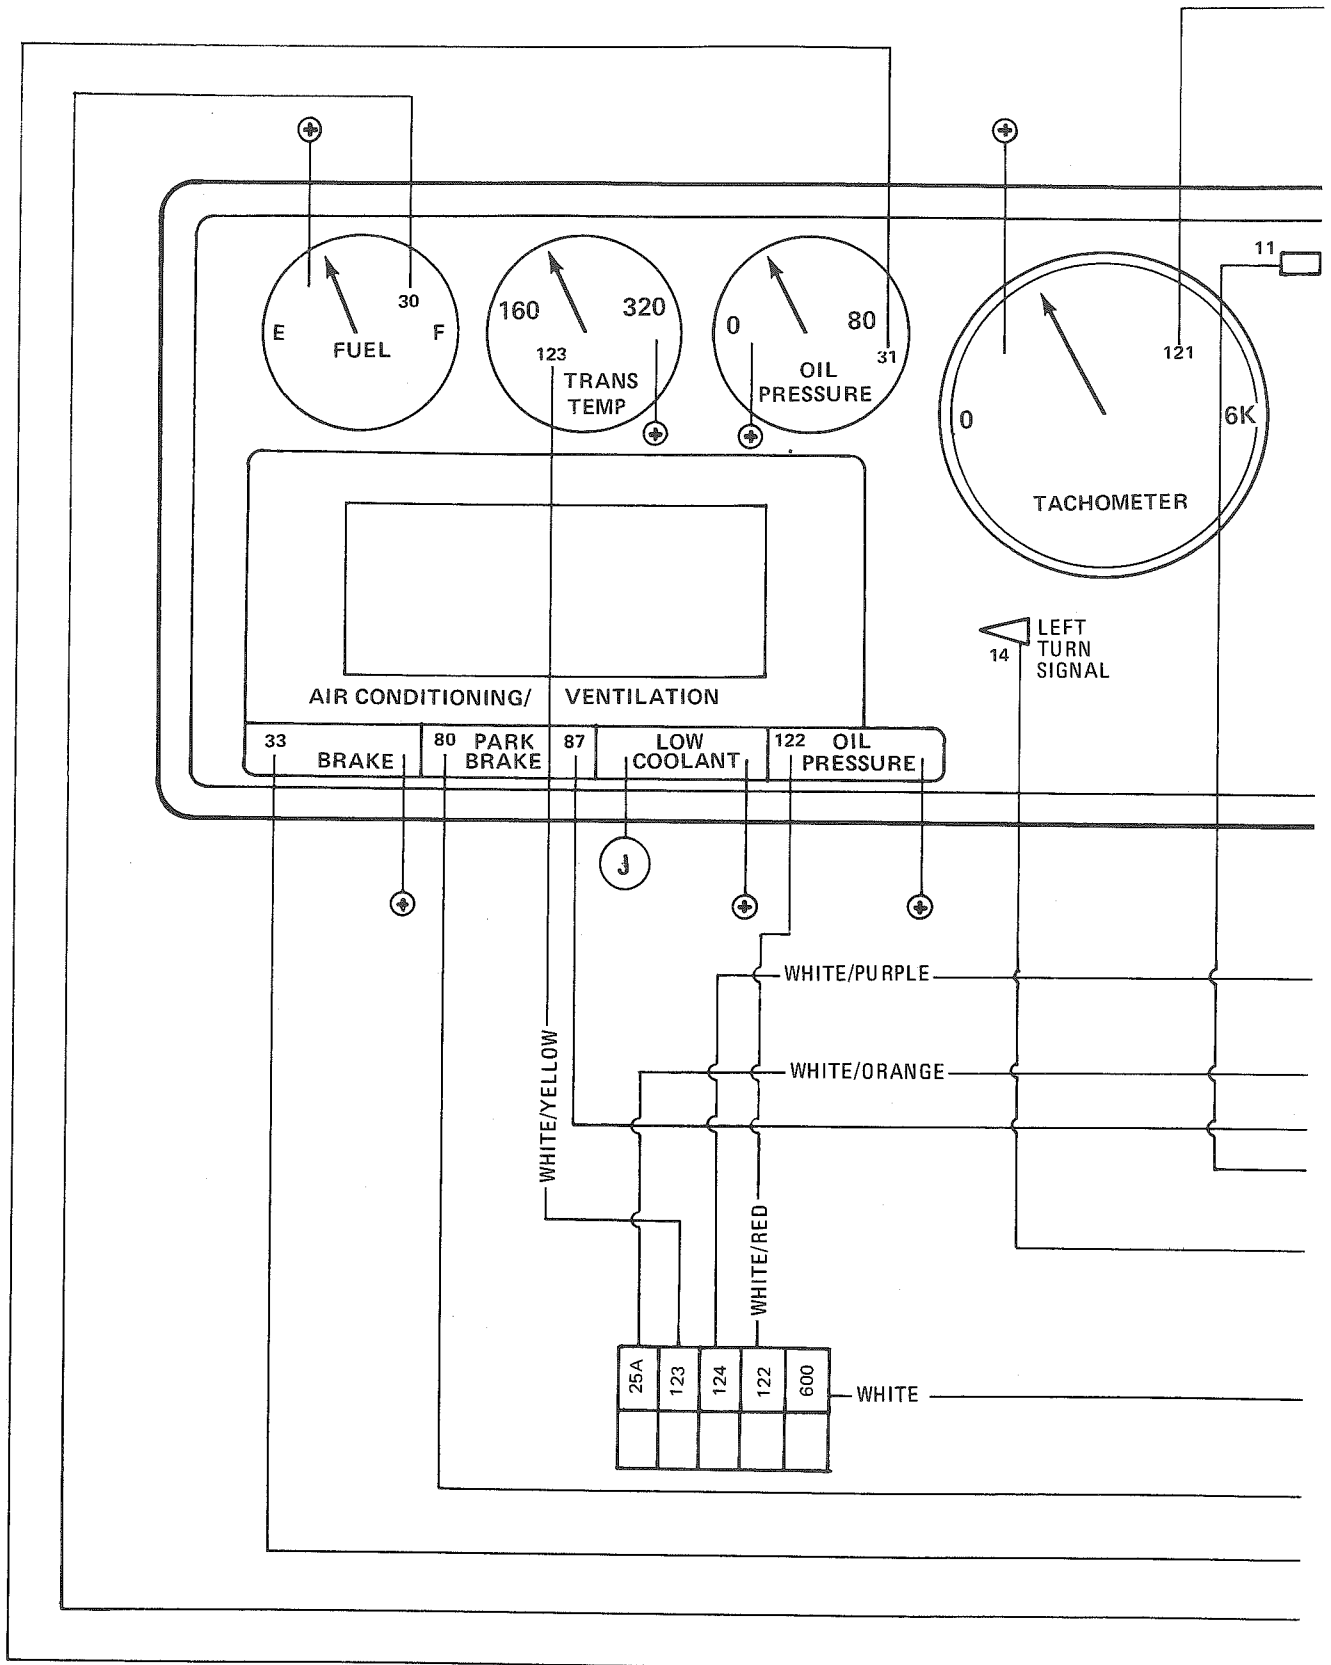 11
30
E
F
FUEL
160
320
123
TRANS
TEMP
0
80
31
OIL
PRESSURE
121
0
6K
TACHOMETER
14
LEFT
TURN
SIGNAL
AIR CONDITIONING/ VENTILATION
33
BRAKE
80
PARK
BRAKE
87
LOW
COOLANT
122
OIL
PRESSURE
J
WHITE/PURPLE
WHITE/ORANGE
WHITE/YELLOW
WHITE/RED
25A
123
124
122
600
WHITE